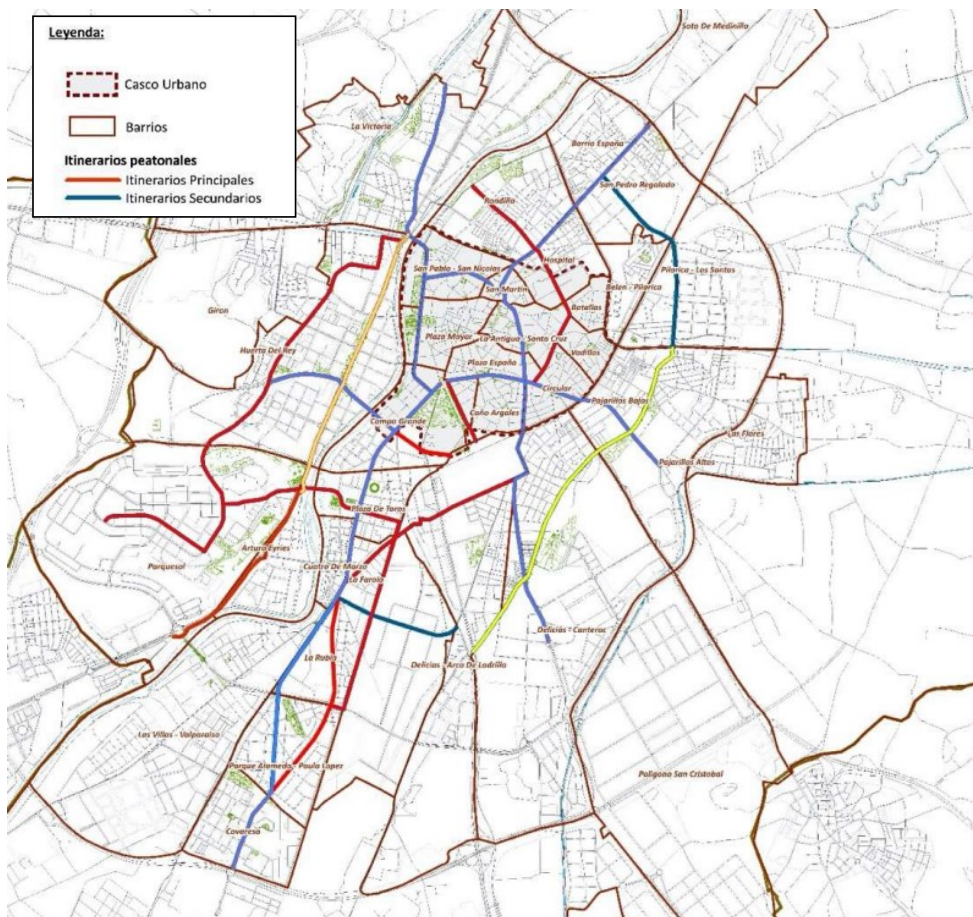 Leyenda:
Casco Urbano
Barrios
Itinerarios peatonales
Itinerarios Principales
Itinerarios Secundarios
Soto De Medinilla
La Victoria
Barrio España
San Pedro Regalado
Rondilla
Hospital
San Pablo - San Nicolas
San Martin
Belen - Pilarica
Pilarica - Los Santos
Batallas
Giron
Huerta Del Rey
Plaza Mayor
La Antigua
Santa Cruz
Vadillos
Plaza España
Circular
Pajarillos Bajos
Campo Grande
Caño Argales
Las Flores
Pajarillos Altos
Plaza De Toros
Parquesol
Arturo Eyries
Cuatro De Marzo
La Farola
Delicias - Canteras
La Rubia
Delicias - Arco De Ladrillo
Las Villas - Valparaiso
Parque Alameda - Paula Lopez
Poligono San Cristobal
Covaresa